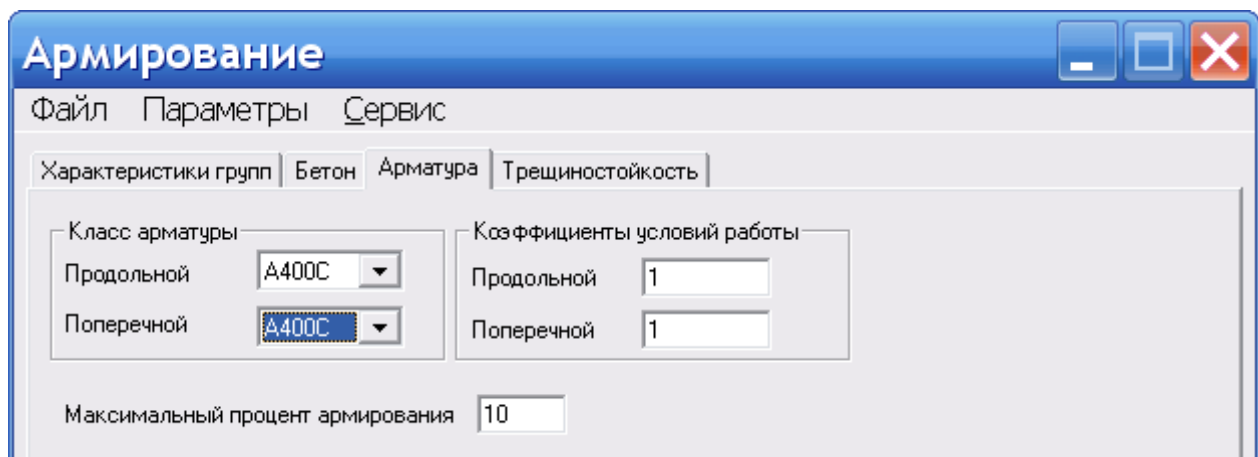 Армирование
Файл Параметры Сервис
Характеристики групп Бетон Арматура Трещиностойкость
Класс арматуры Коэффициенты условий работы
Продольной A400C Продольной 1
Поперечной A400C Поперечной 1
Максимальный процент армирования 10